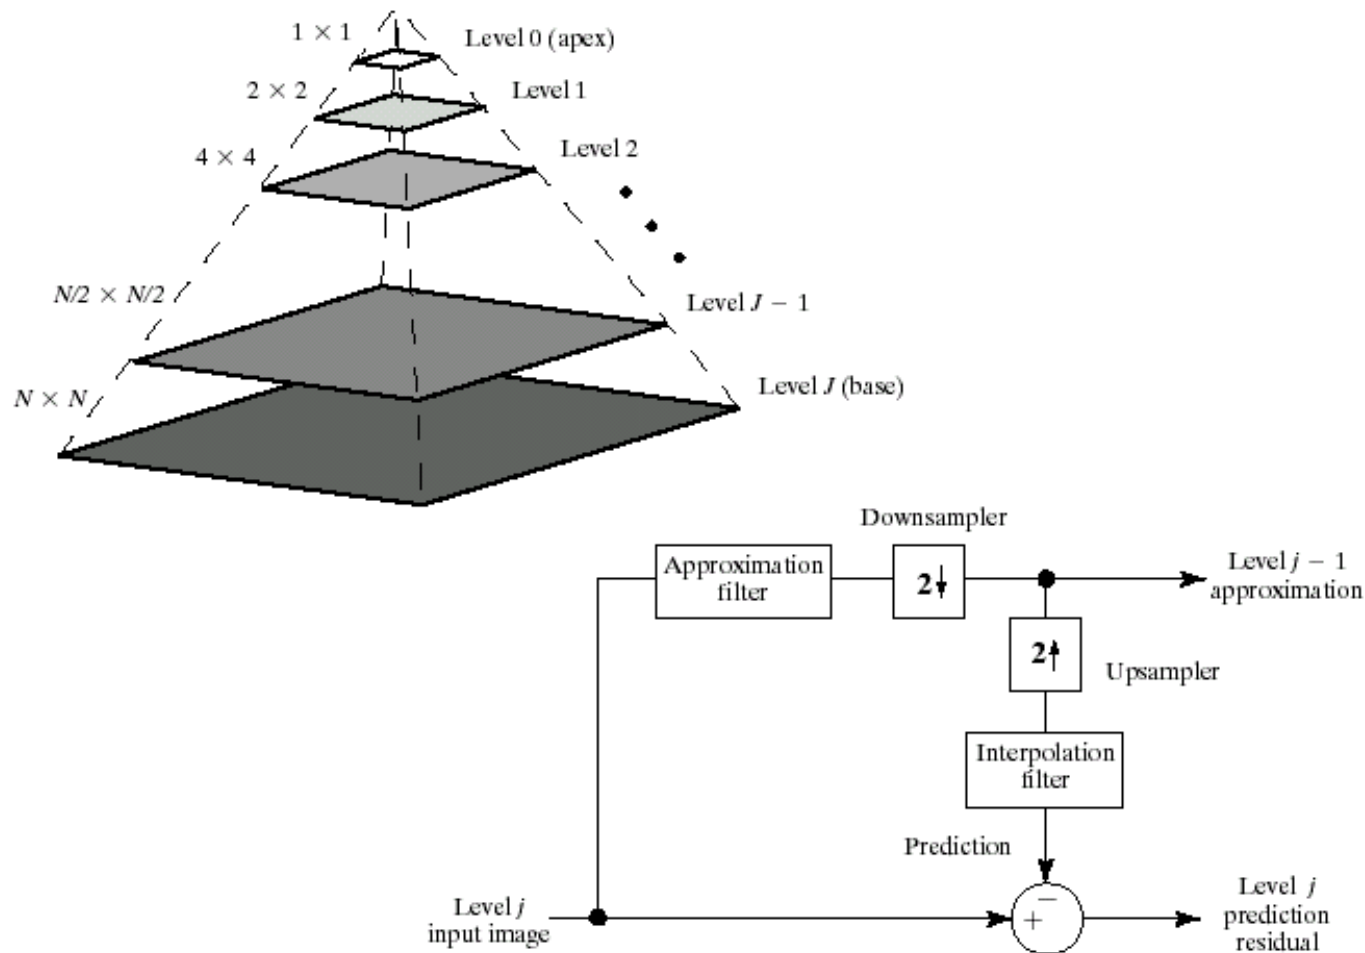 1 × 1
Level 0 (apex)
2 × 2
Level 1
4 × 4
Level 2
N/2 × N/2
Level J − 1
N × N
Level J (base)
Downsampler
Approximation
filter
2↓
Level j − 1
approximation
2↑
Upsampler
Interpolation
filter
Prediction
Level j
input image
+
−
Level j
prediction
residual